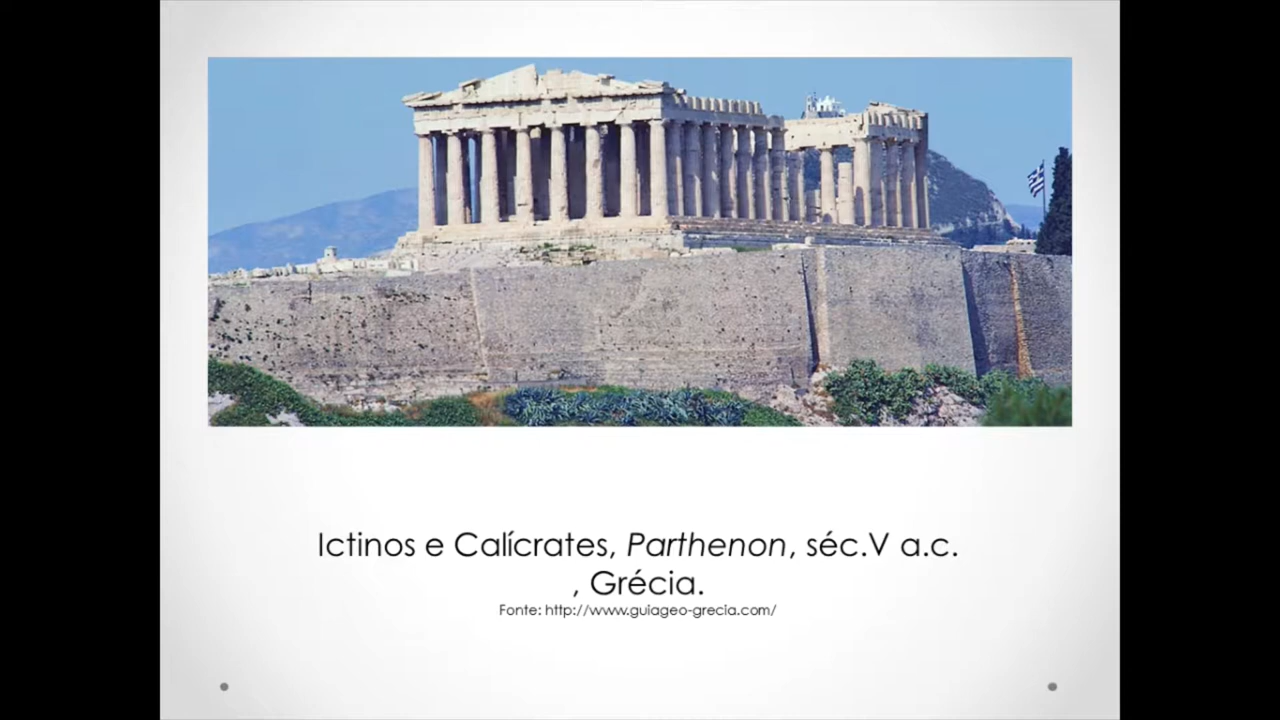 Ictinos e Calícrates, Parthenon, séc.V a.c.
, Grécia.
Fonte: http://www.guiageo-grecia.com/